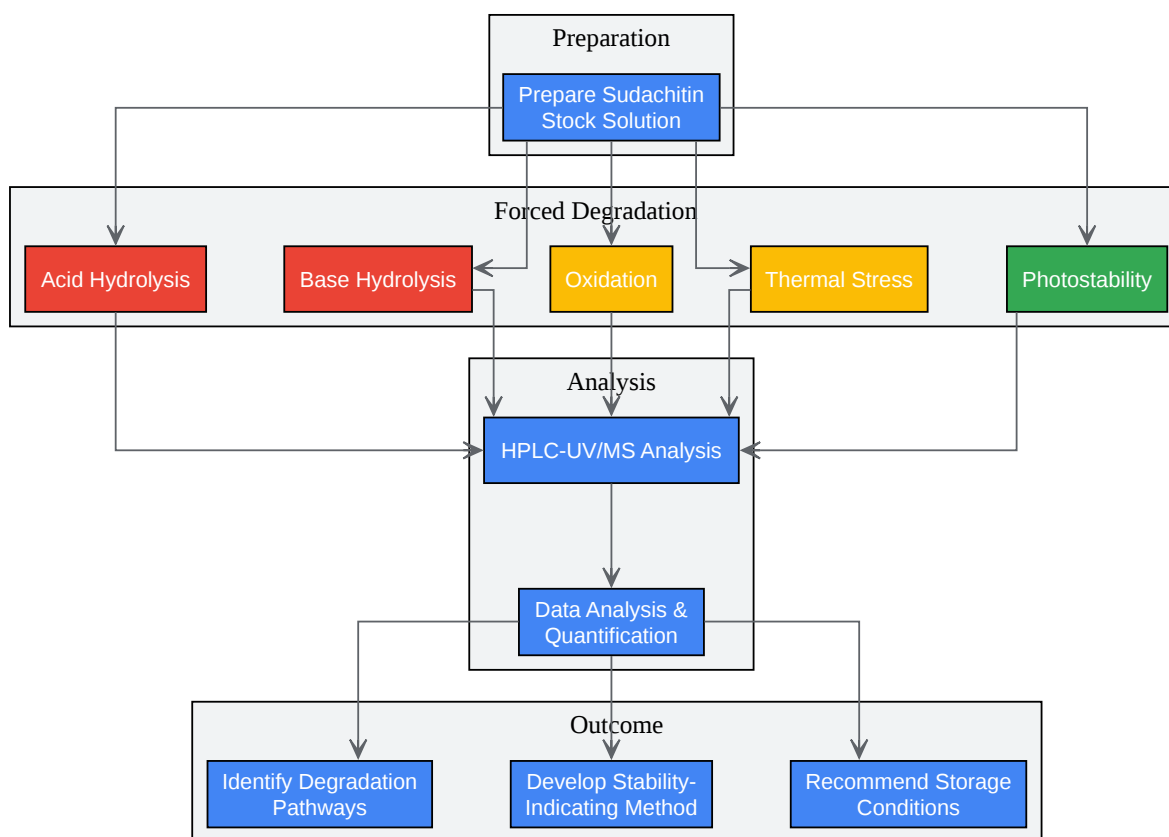 Preparation
Prepare Sudachitin
Stock Solution
Forced Degradation
Acid Hydrolysis
Base Hydrolysis
Oxidation
Thermal Stress
Photostability
Analysis
HPLC-UV/MS Analysis
Data Analysis &
Quantification
Outcome
Identify Degradation
Pathways
Develop Stability-
Indicating Method
Recommend Storage
Conditions